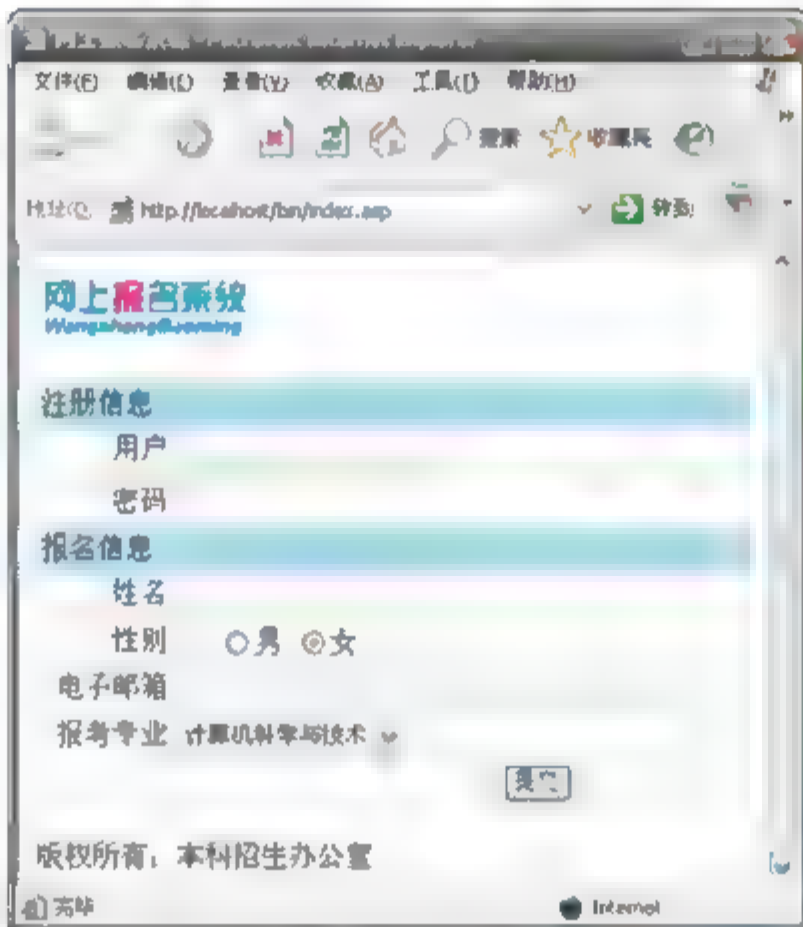 文件(F) 编辑(E) 查看(V) 收藏(A) 工具(T) 帮助(H)
搜索 收藏夹
地址(D) http://localhost/bm/index.asp 转到
网上报名系统
WangshangBaoming
注册信息
用户
密码
报名信息
姓名
性别 男 女
电子邮箱
报考专业 计算机科学与技术
提交
版权所有：本科招生办公室
完毕 Internet